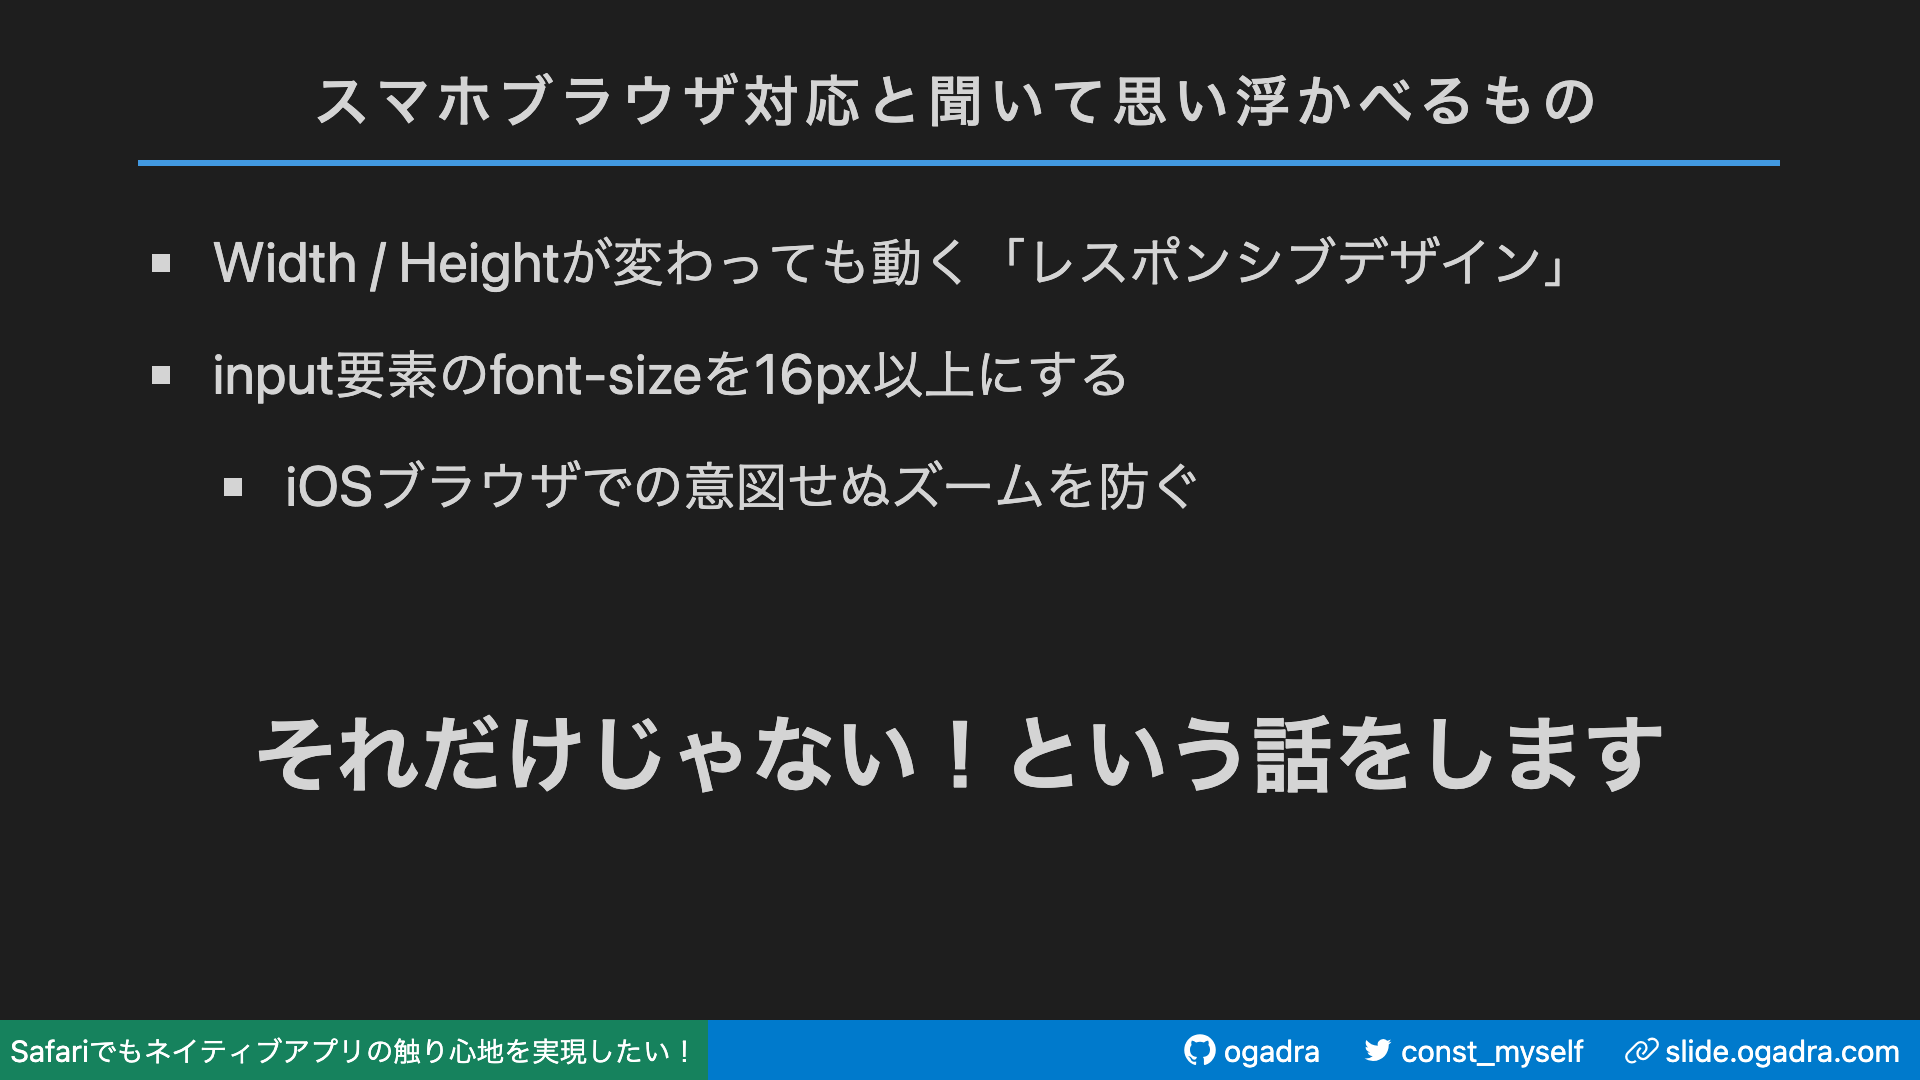 スマホブラウザ対応と聞いて思い浮かべるもの
Width / Heightが変わっても動く「レスポンシブデザイン」
input要素のfont-sizeを16px以上にする
iOSブラウザでの意図せぬズームを防ぐ
それだけじゃない！という話をします
Safariでもネイティブアプリの触り心地を実現したい！
ogadra
const_myself
slide.ogadra.com